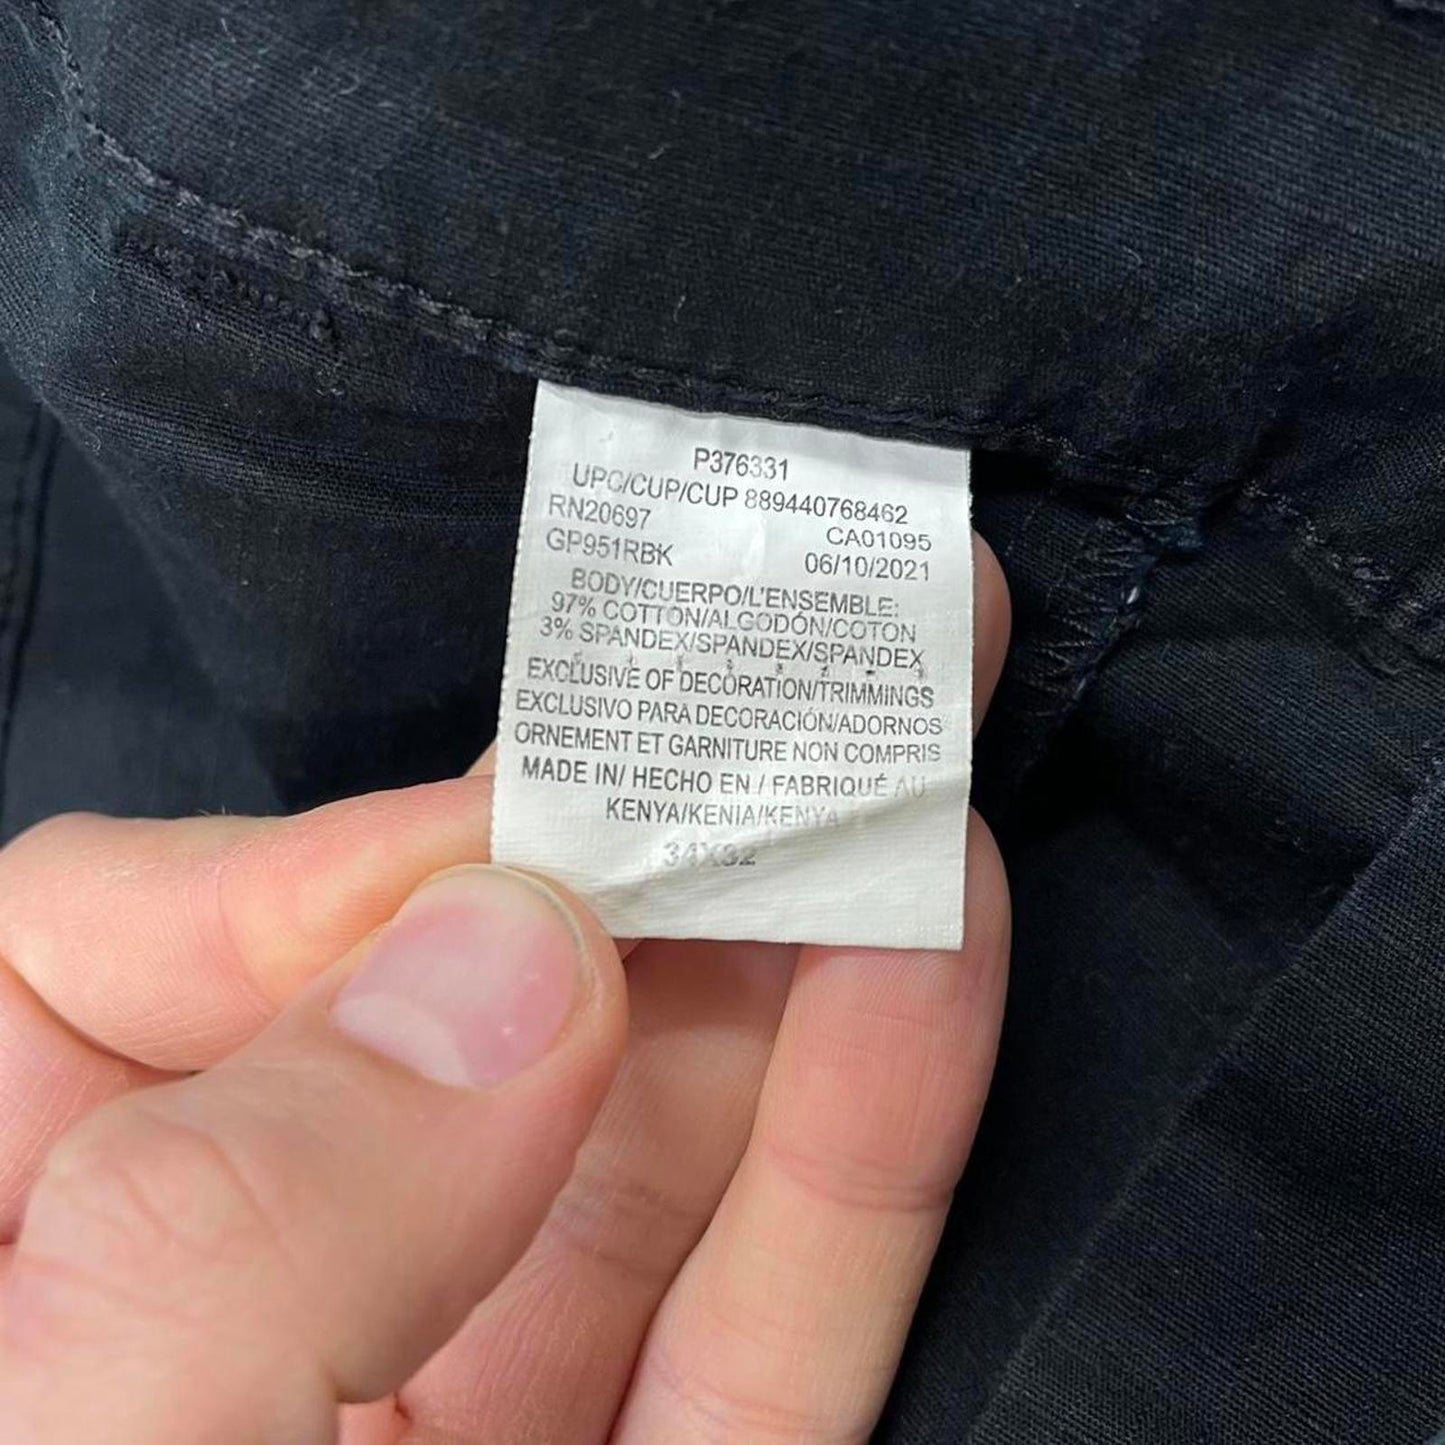 P376331
UPC/CUP/CUP 889440768462
RN20697 CA01095
GP951RBK 06/10/2021
BODY/CUERPO/L'ENSEMBLE:
97% COTTON/ALGODÓN/COTON
3% SPANDEX/SPANDEX/SPANDEX
EXCLUSIVE OF DECORATION/TRIMMINGS
EXCLUSIVO PARA DECORACIÓN/ADORNOS
ORNEMENT ET GARNITURE NON COMPRIS
MADE IN/ HECHO EN / FABRIQUÉ AU
KENYA/KENIA/KENYA
34X32